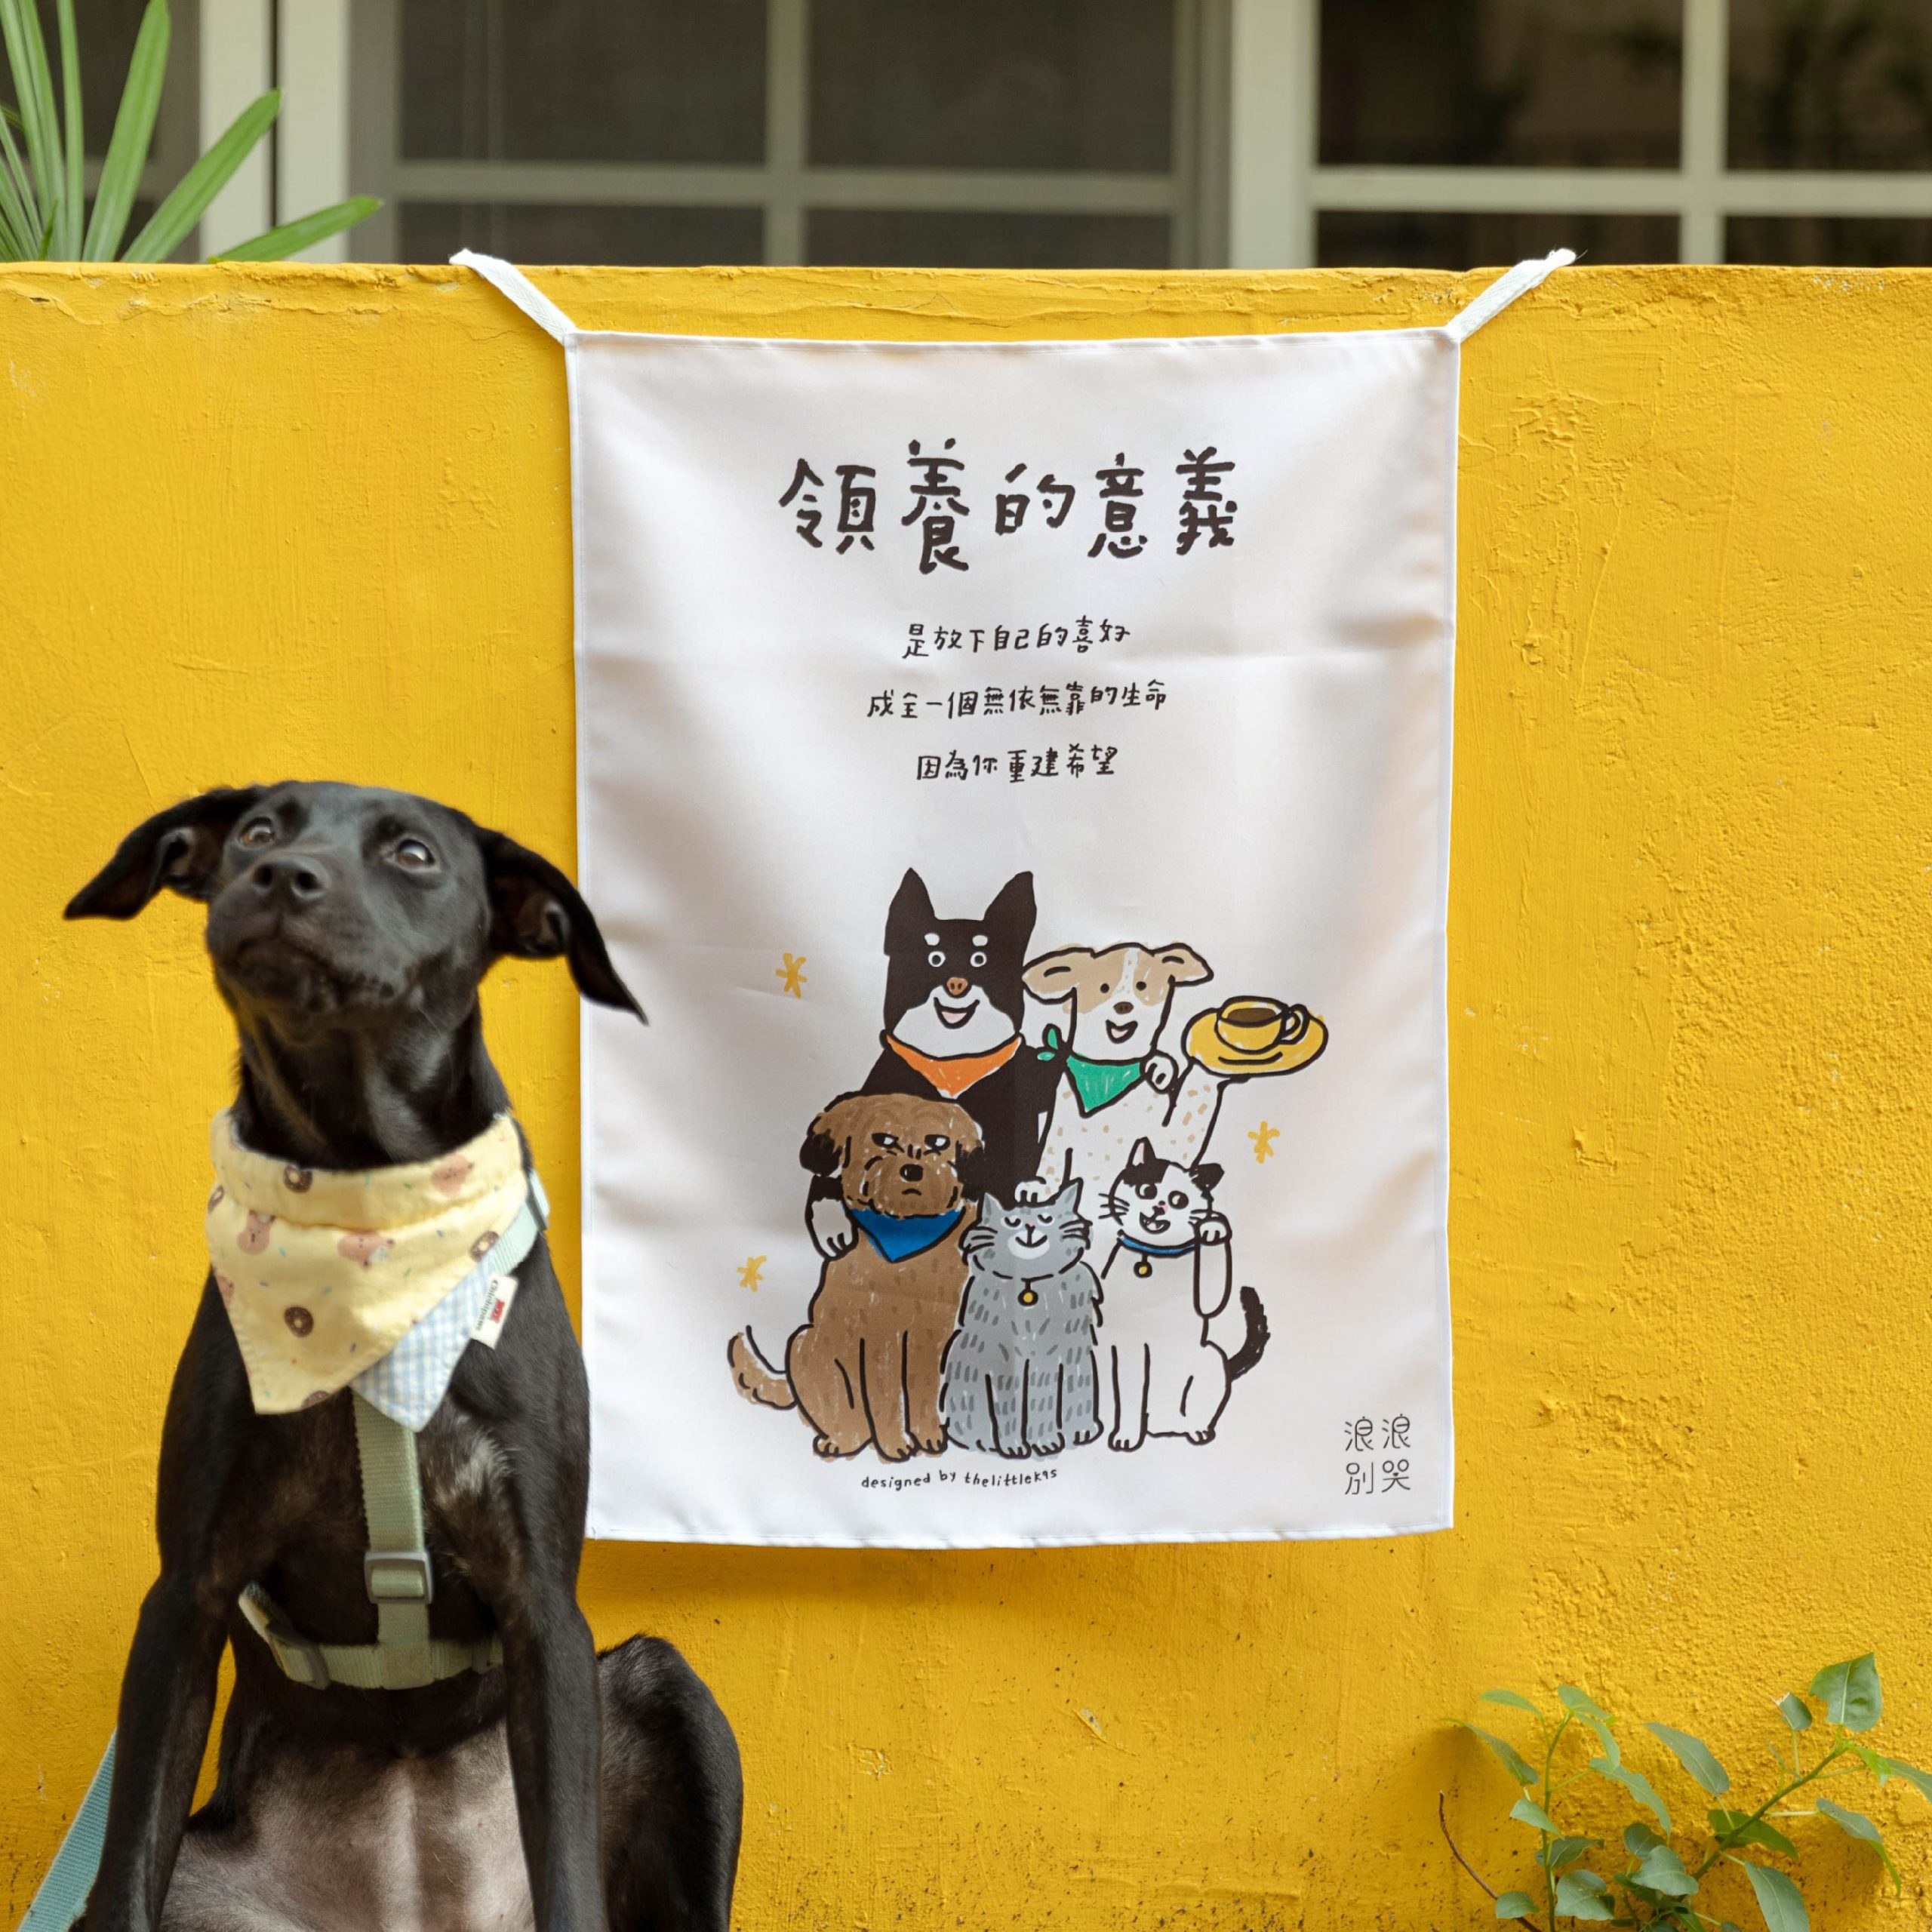 領養的意義
是放下自己的喜好
成全一個無依無靠的生命
因為你重建希望
designed by thelittlek9s
浪浪
別哭